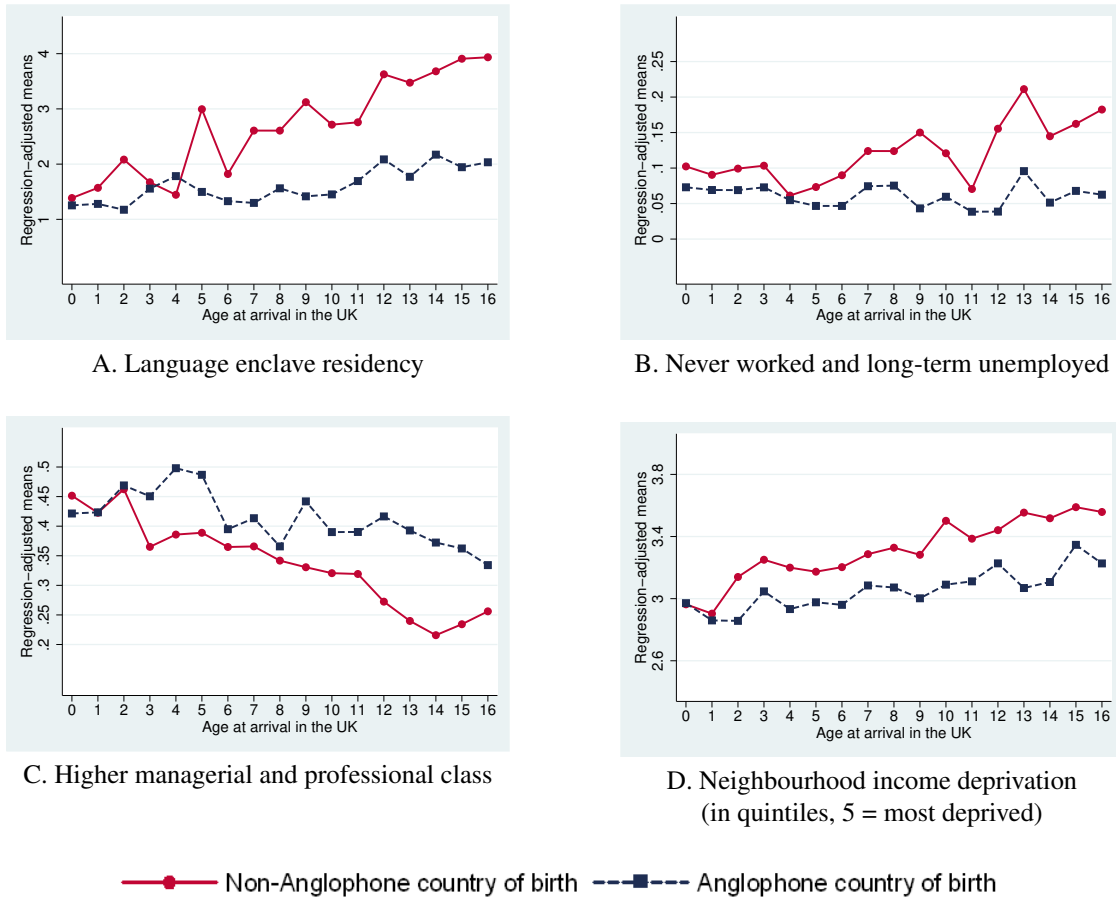 Regression−adjusted means
4
3
2
1
0 1 2 3 4 5 6 7 8 9 10 11 12 13 14 15 16
Age at arrival in the UK
A. Language enclave residency
Regression−adjusted means
.25
.2
.15
.1
.05
0
0 1 2 3 4 5 6 7 8 9 10 11 12 13 14 15 16
Age at arrival in the UK
B. Never worked and long-term unemployed
Regression−adjusted means
.5
.45
.4
.35
.3
.25
.2
0 1 2 3 4 5 6 7 8 9 10 11 12 13 14 15 16
Age at arrival in the UK
C. Higher managerial and professional class
Regression−adjusted means
3.8
3.4
3
2.6
0 1 2 3 4 5 6 7 8 9 10 11 12 13 14 15 16
Age at arrival in the UK
D. Neighbourhood income deprivation
(in quintiles, 5 = most deprived)
Non-Anglophone country of birth Anglophone country of birth